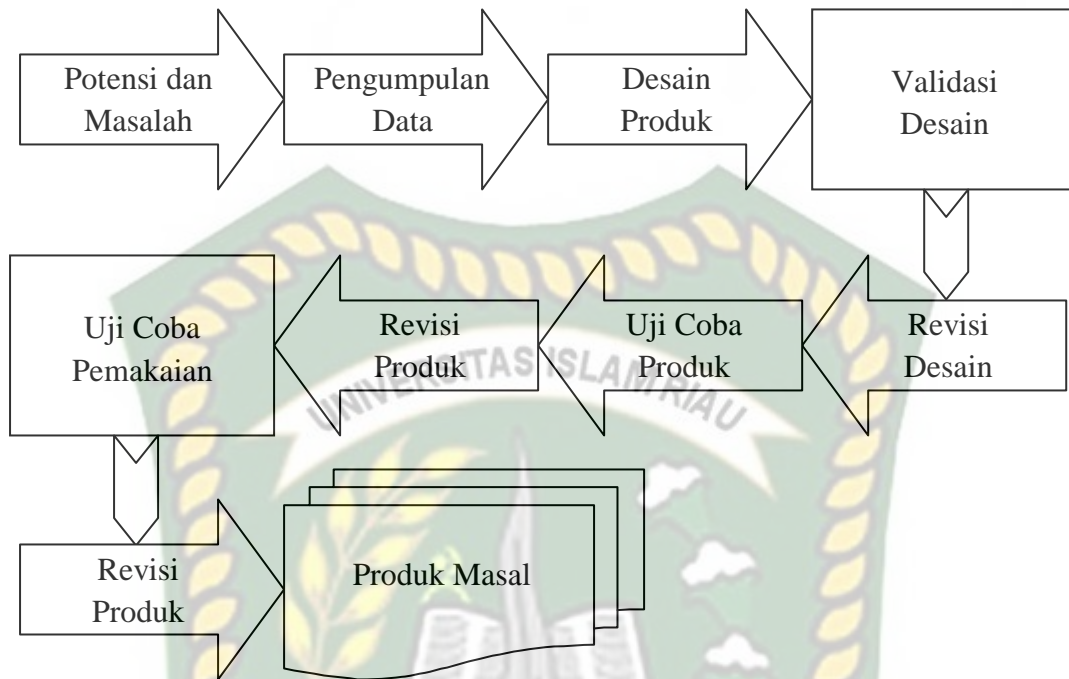 Potensi dan
Masalah
Pengumpulan
Data
Desain
Produk
Validasi
Desain
Revisi
Desain
Uji Coba
Produk
Revisi
Produk
Uji Coba
Pemakaian
UNIVERSITAS ISLAM RIAU
Revisi
Produk
Produk Masal